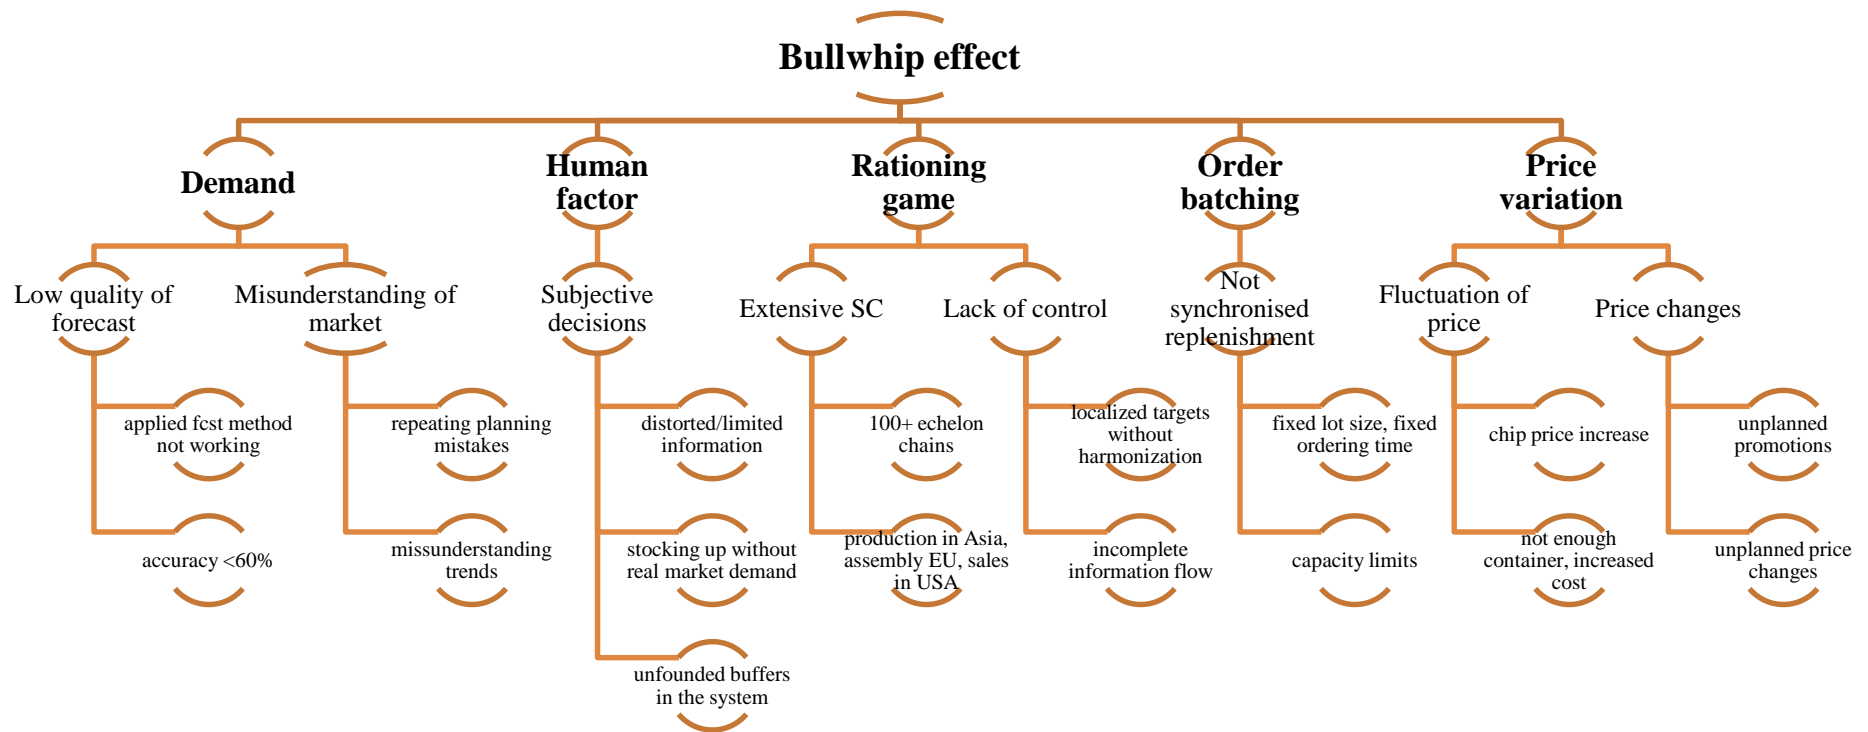 Bullwhip effect
Demand
Human
factor
Rationing
game
Order
batching
Price
variation
Low quality of
forecast
Misunderstanding of
market
Subjective
decisions
Extensive SC
Lack of control
Not
synchronised
replenishment
Fluctuation of
price
Price changes
applied fcst method
not working
repeating planning
mistakes
distorted/limited
information
100+ echelon
chains
localized targets
without
harmonization
fixed lot size, fixed
ordering time
chip price increase
unplanned
promotions
accuracy <60%
missunderstanding
trends
stocking up without
real market demand
production in Asia,
assembly EU, sales
in USA
incomplete
information flow
capacity limits
not enough
container, increased
cost
unplanned price
changes
unfounded buffers
in the system